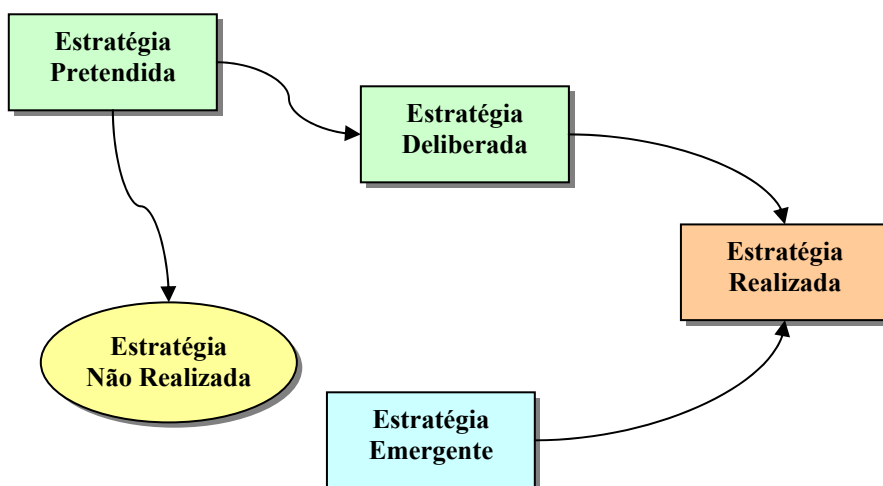 Estratégia
Pretendida
Estratégia
Deliberada
Estratégia
Realizada
Estratégia
Não Realizada
Estratégia
Emergente